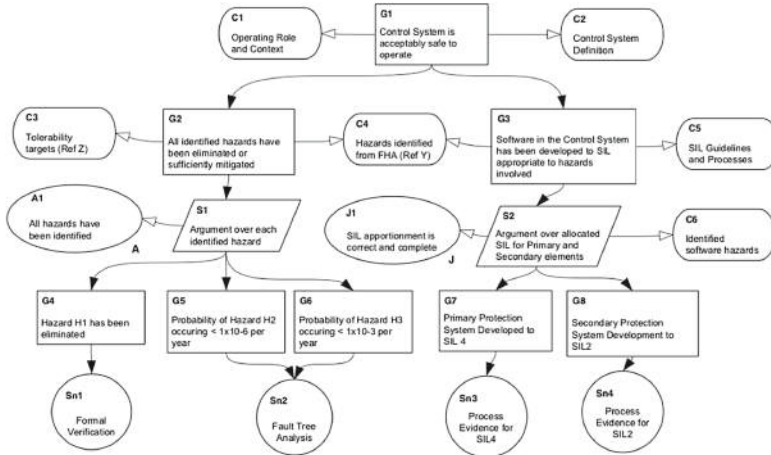 C1
Operating Role
and Context
G1
Control System is
acceptably safe to
operate
C2
Control System
Definition
C3
Tolerability
targets (Ref Z)
G2
All identified hazards have
been eliminated or
sufficiently mitigated
C4
Hazards identified
from FHA (Ref Y)
G3
Software in the Control System
has been developed to SIL
appropriate to hazards
involved
C5
SIL Guidelines
and Processes
A1
All hazards have
been identified
A
S1
Argument over each
identified hazard
J1
SIL apportionment is
correct and complete
J
S2
Argument over allocated
SIL for Primary and
Secondary elements
C6
Identified
software hazards
G4
Hazard H1 has been
eliminated
G5
Probability of Hazard H2
occuring < 1x10-6 per
year
G6
Probability of Hazard H3
occuring < 1x10-3 per
year
G7
Primary Protection
System Developed to
SIL 4
G8
Secondary Protection
System Development to
SIL2
Sn1
Formal
Verification
Sn2
Fault Tree
Analysis
Sn3
Process
Evidence for
SIL4
Sn4
Process
Evidence for
SIL2